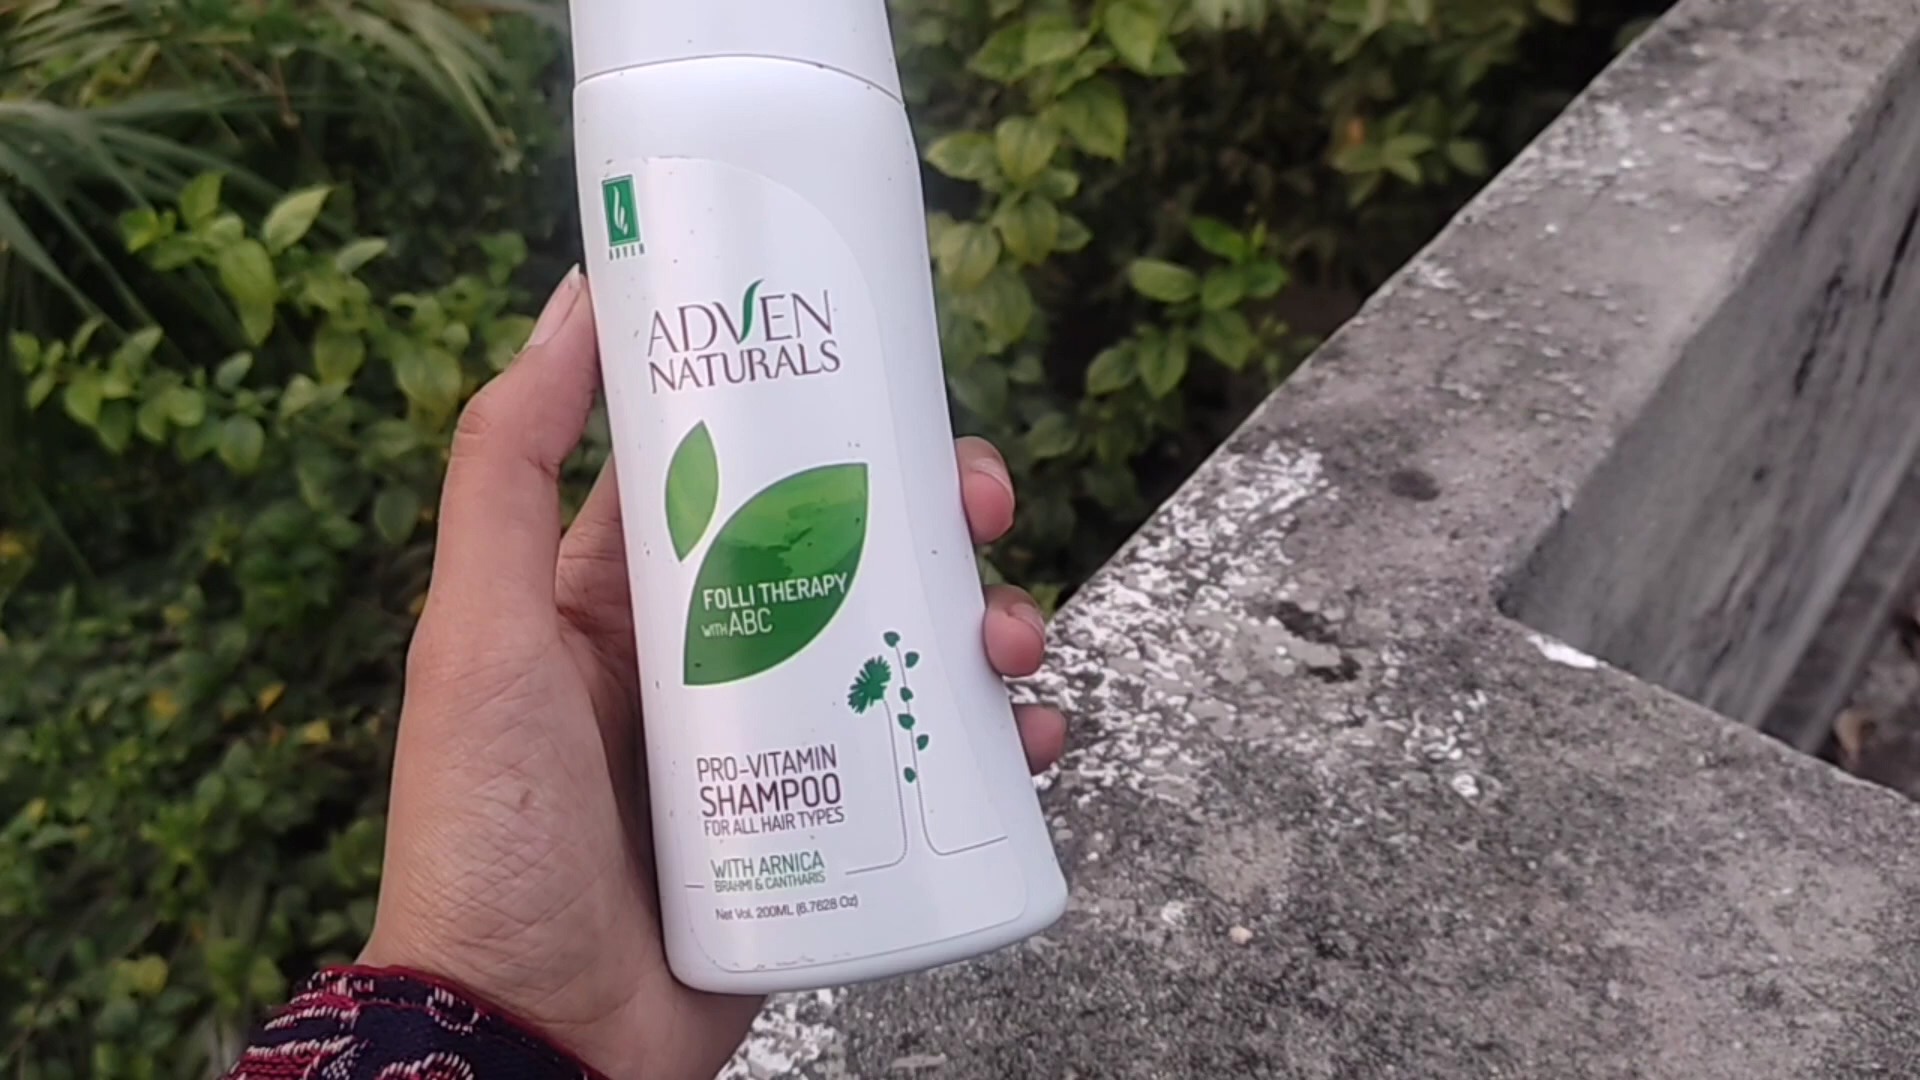 ADVEN
ADVEN
NATURALS
FOLLI THERAPY
WITH ABC
PRO-VITAMIN
SHAMPOO
FOR ALL HAIR TYPES
WITH ARNICA
BRAHMI & CANTHARIS
Net Vol. 200ML (6.7628 Oz)